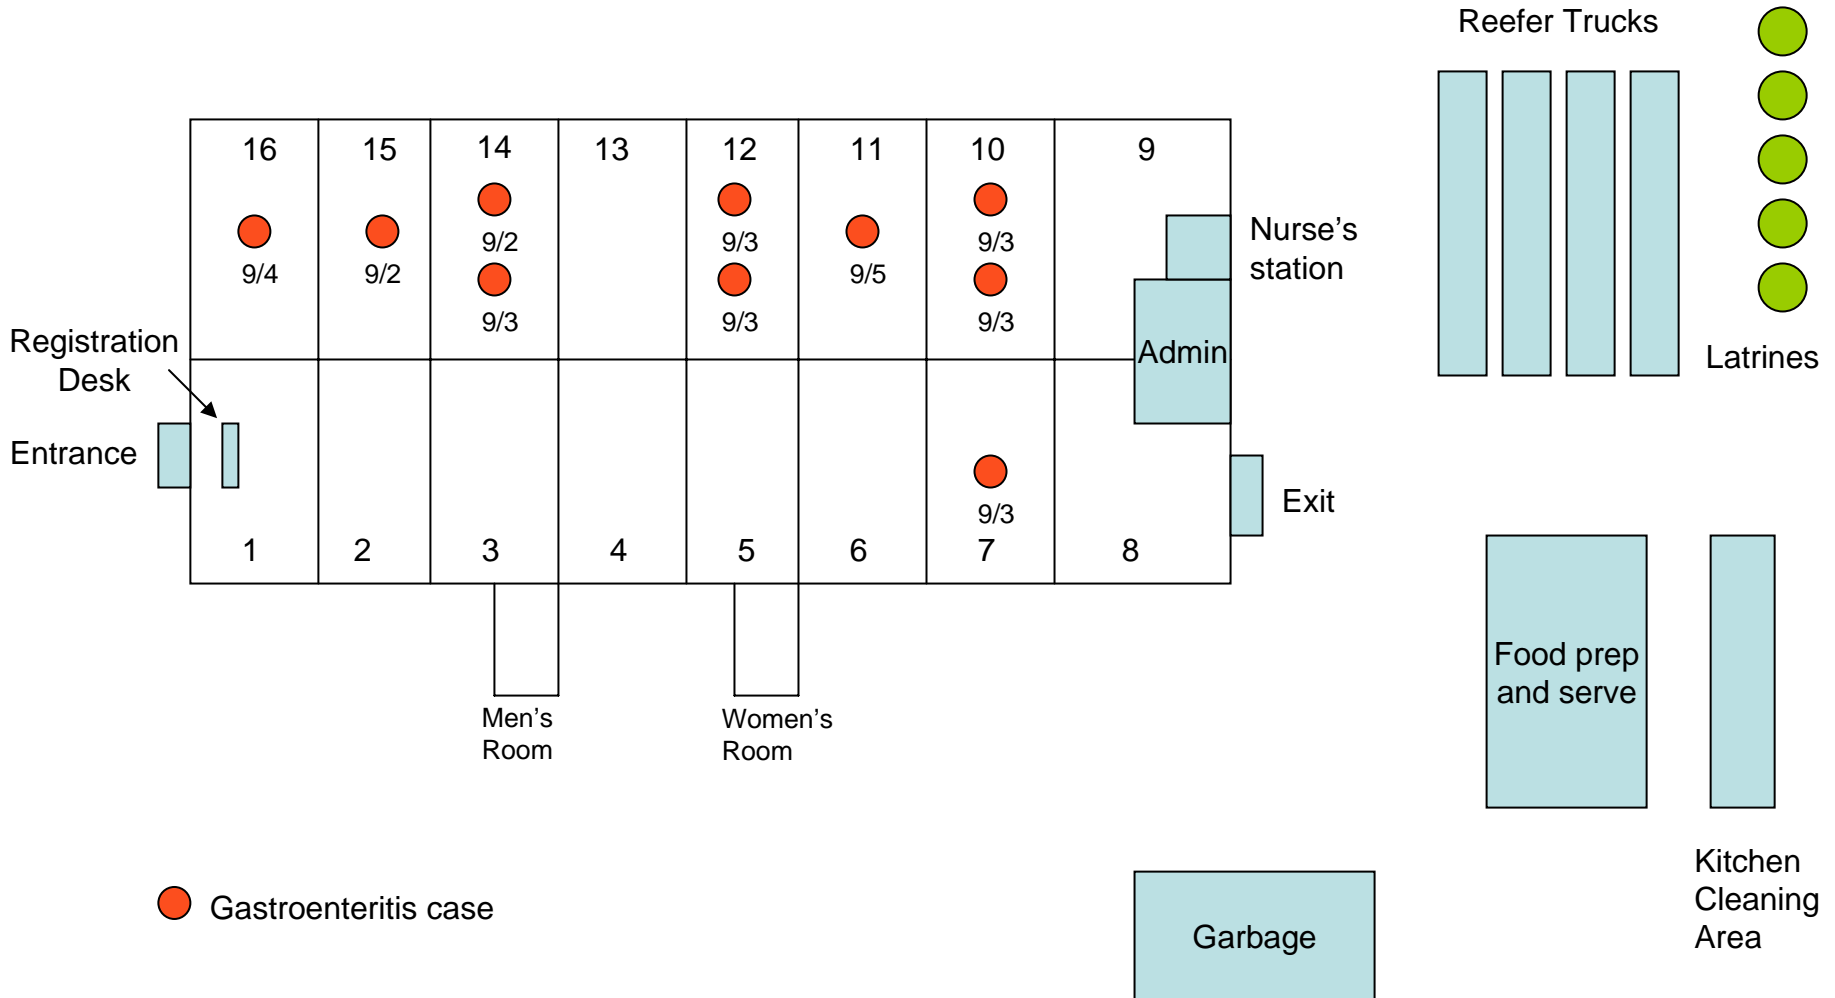 Reefer Trucks
16
15
14
13
12
11
10
9
9/4
9/2
9/2
9/3
9/3
9/3
9/5
9/3
9/3
Nurse's
station
Latrines
Registration
Desk
Admin
Entrance
Exit
9/3
1
2
3
4
5
6
7
8
Men's
Room
Women's
Room
Food prep
and serve
Kitchen
Cleaning
Area
Gastroenteritis case
Garbage